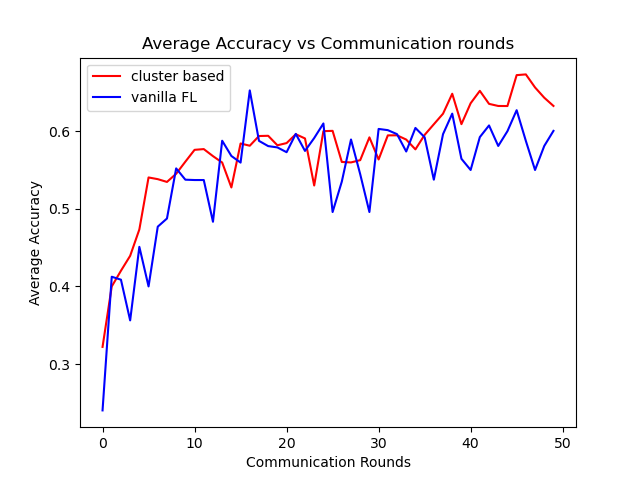 Average Accuracy vs Communication rounds
cluster based
vanilla FL
0.6
0.5
0.4
0.3
Average Accuracy
0 10 20 30 40 50
Communication Rounds